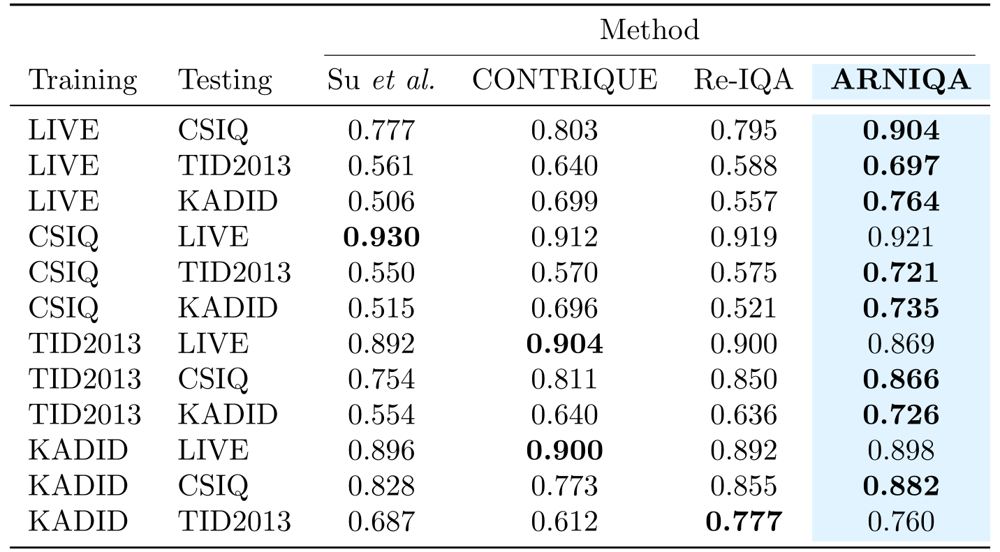 Method
Training Testing Su et al. CONTRIQUE Re-IQA ARNIQA
LIVE CSIQ 0.777 0.803 0.795 0.904
LIVE TID2013 0.561 0.640 0.588 0.697
LIVE KADID 0.506 0.699 0.557 0.764
CSIQ LIVE 0.930 0.912 0.919 0.921
CSIQ TID2013 0.550 0.570 0.575 0.721
CSIQ KADID 0.515 0.696 0.521 0.735
TID2013 LIVE 0.892 0.904 0.900 0.869
TID2013 CSIQ 0.754 0.811 0.850 0.866
TID2013 KADID 0.554 0.640 0.636 0.726
KADID LIVE 0.896 0.900 0.892 0.898
KADID CSIQ 0.828 0.773 0.855 0.882
KADID TID2013 0.687 0.612 0.777 0.760